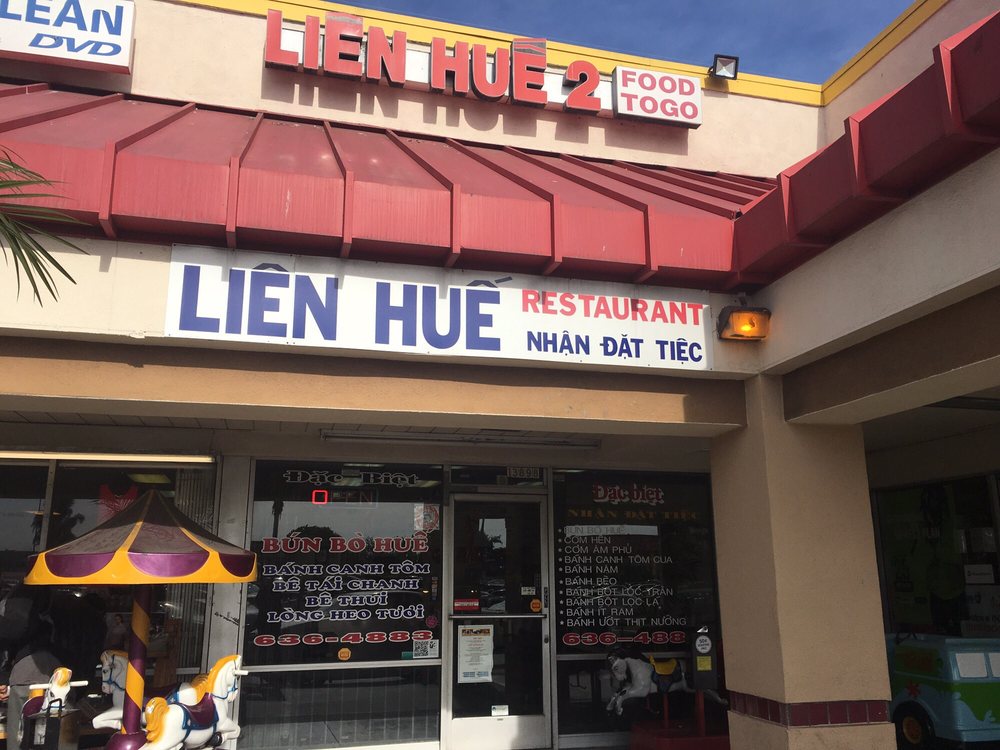 LEAN
DVD
LIÊN HUẾ 2
FOOD
TOGO
LIÊN HUẾ
RESTAURANT
NHẬN ĐẶT TIỆC
13898
Đặc Biệt
BÚN BÒ HUẾ
BÁNH CANH TÔM
BÊ TÁI CHANH
BÊ THUI
LÒNG HEO TƯƠI
636-4883
Đặc biệt
NHẬN ĐẶT TIỆC
• BÚN BÒ HUẾ
• CƠM HẾN
• CƠM ÂM PHỦ
• BÁNH CANH TÔM CUA
• BÁNH NẬM
• BÁNH BÈO
• BÁNH BỘT LỌC TRẦN
• BÁNH BỘT LỌC LÁ
• BÁNH ÍT RAM
• BÁNH ƯỚT THỊT NƯỚNG
636-488